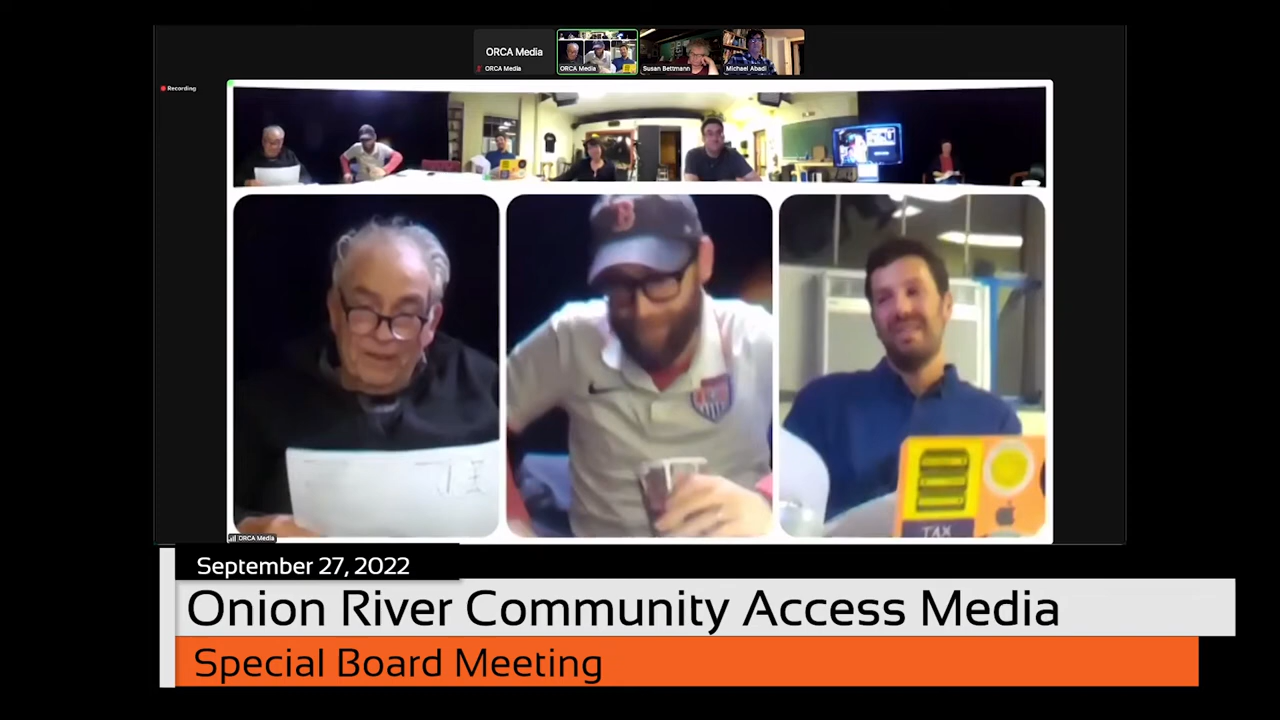 ORCA Media
ORCA Media
ORCA Media
Susan Bettmann
Michael Abadi
Recording
B
TAX
ORCA Media
September 27, 2022
Onion River Community Access Media
Special Board Meeting